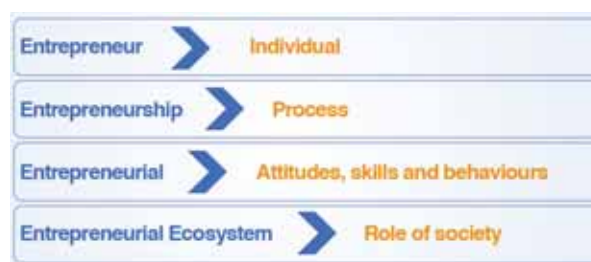 Entrepreneur Individual
Entrepreneurship Process
Entrepreneurial Attitudes, skills and behaviours
Entrepreneurial Ecosystem Role of society